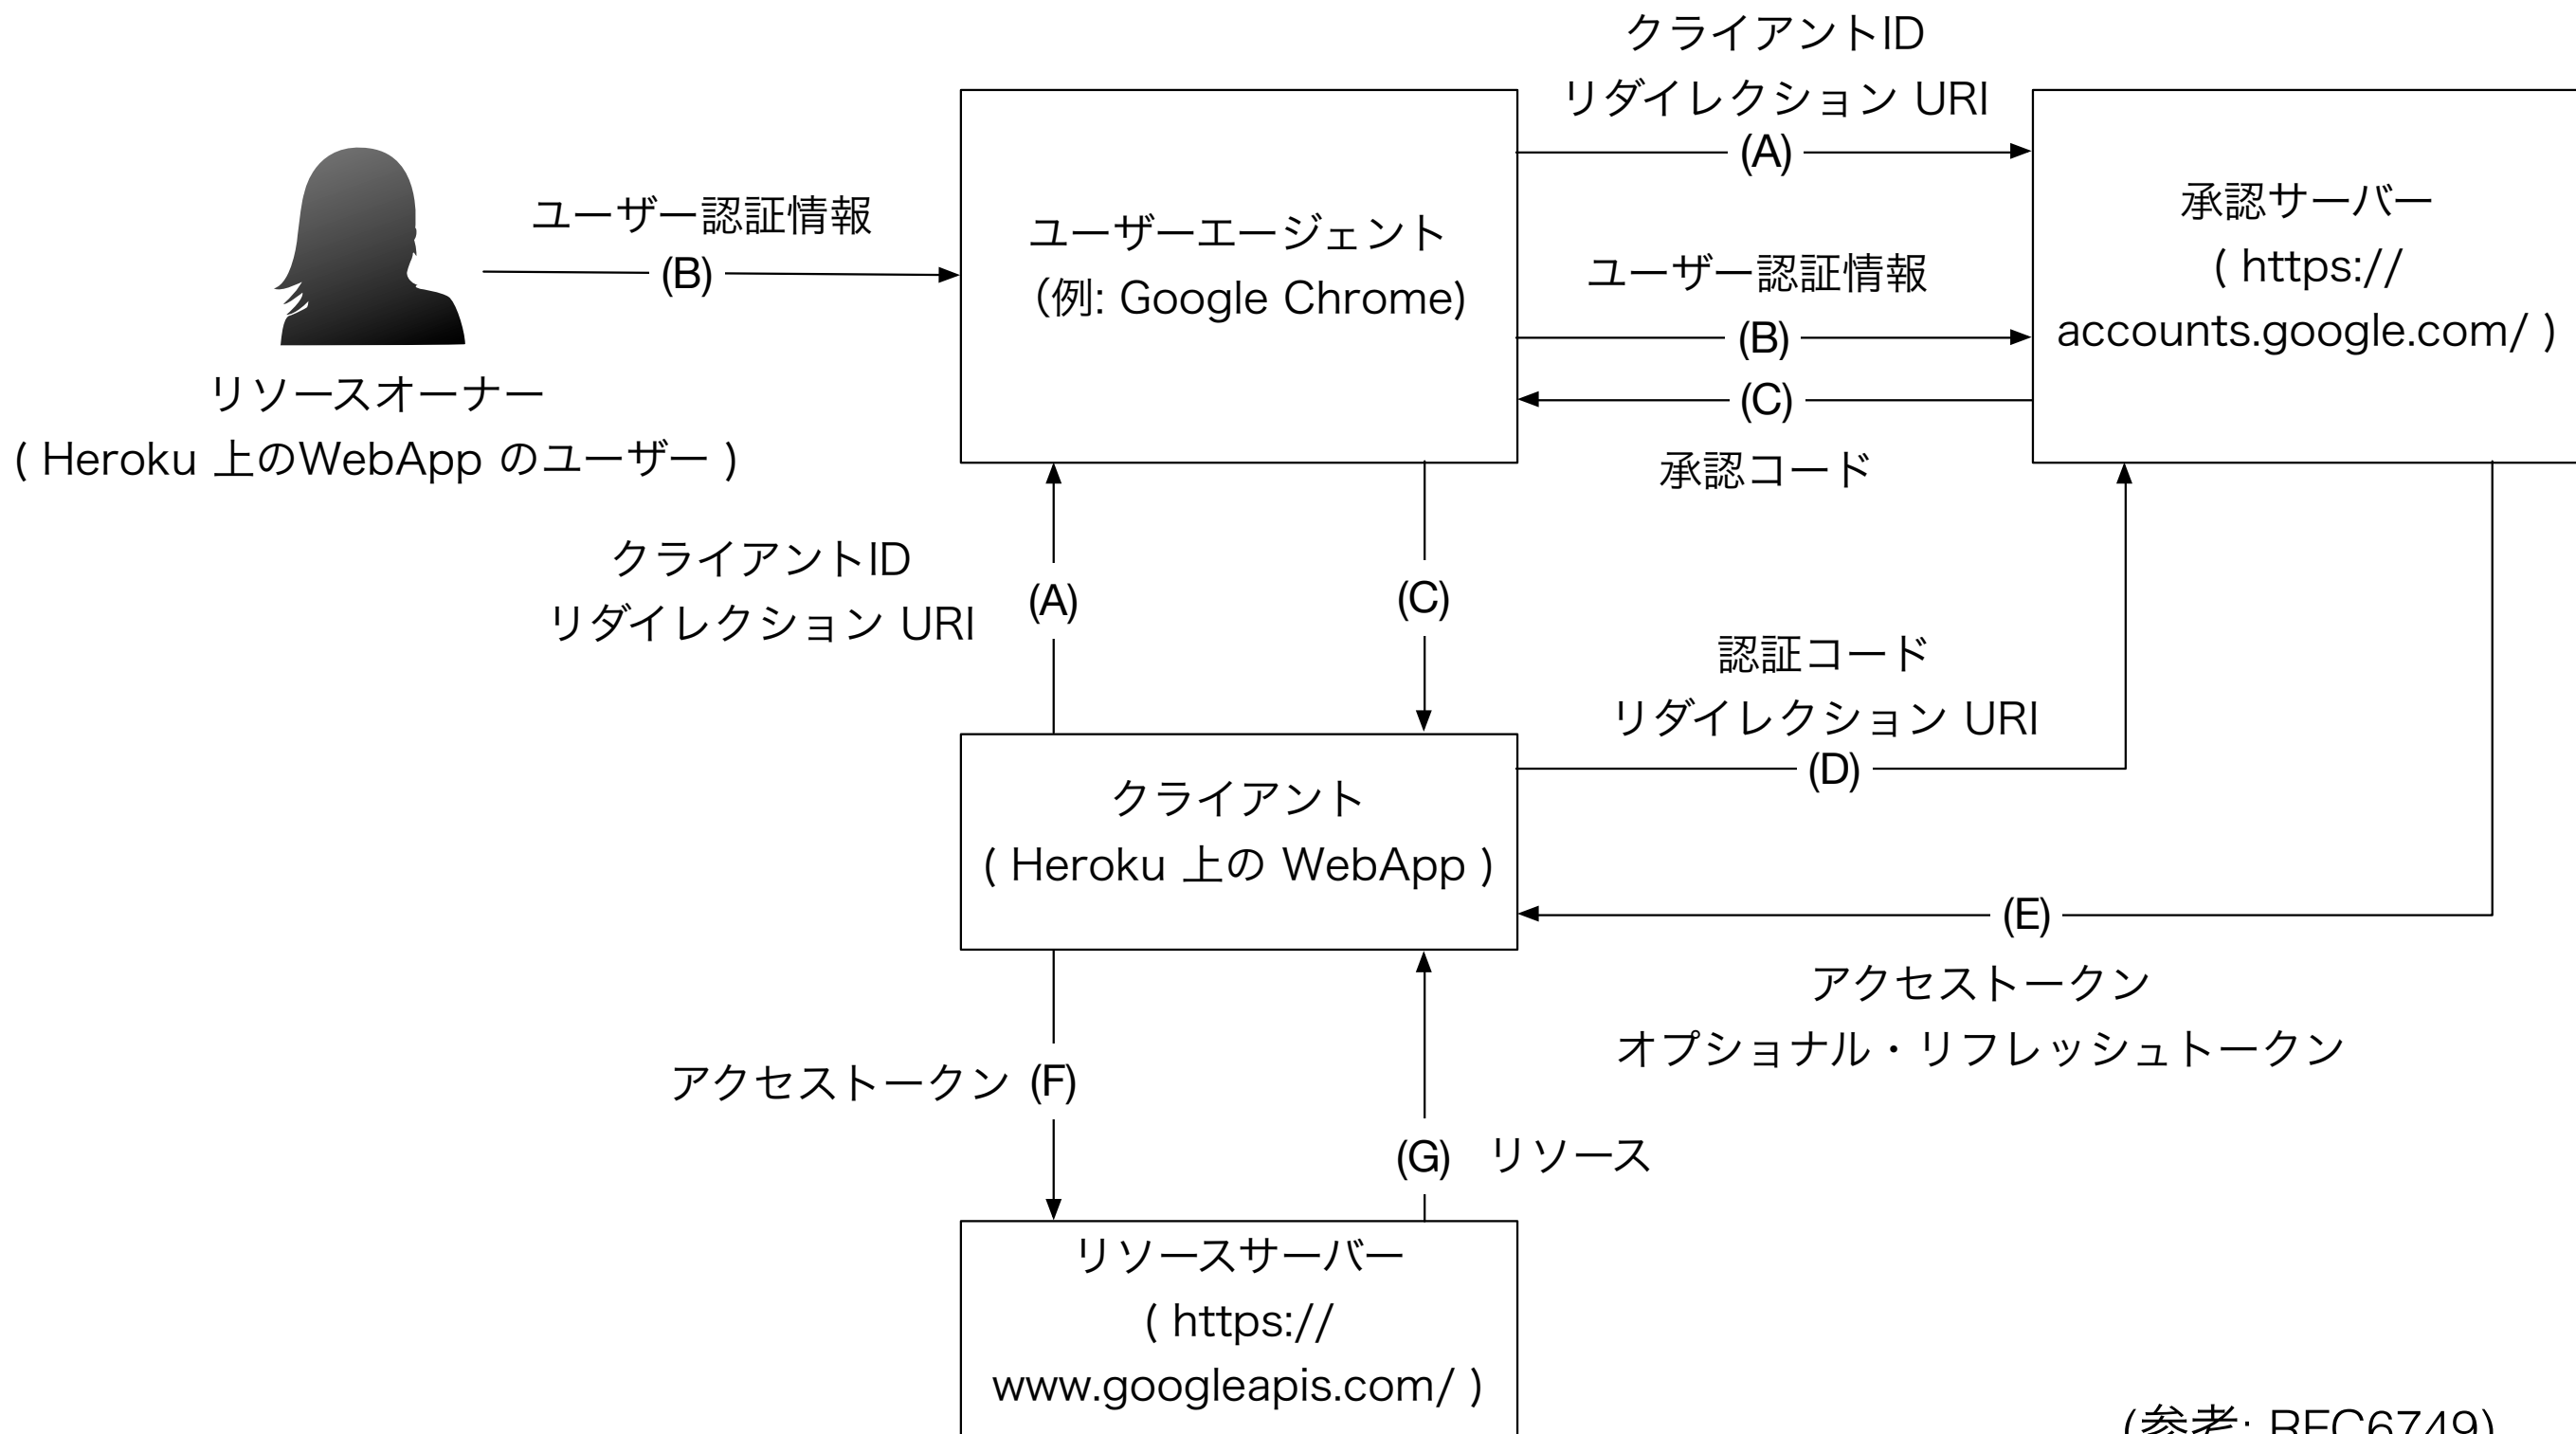 クライアントID
リダイレクション URI
(A)
ユーザー認証情報
(B)
ユーザーエージェント
(例: Google Chrome)
ユーザー認証情報
(B)
(C)
承認コード
承認サーバー
( https://
accounts.google.com/ )
リソースオーナー
( Heroku 上のWebApp のユーザー )
クライアントID
リダイレクション URI
(A)
(C)
認証コード
リダイレクション URI
(D)
クライアント
( Heroku 上の WebApp )
(E)
アクセストークン
オプショナル・リフレッシュトークン
アクセストークン (F)
(G) リソース
リソースサーバー
( https://
www.googleapis.com/ )
(参考: RFC6749)